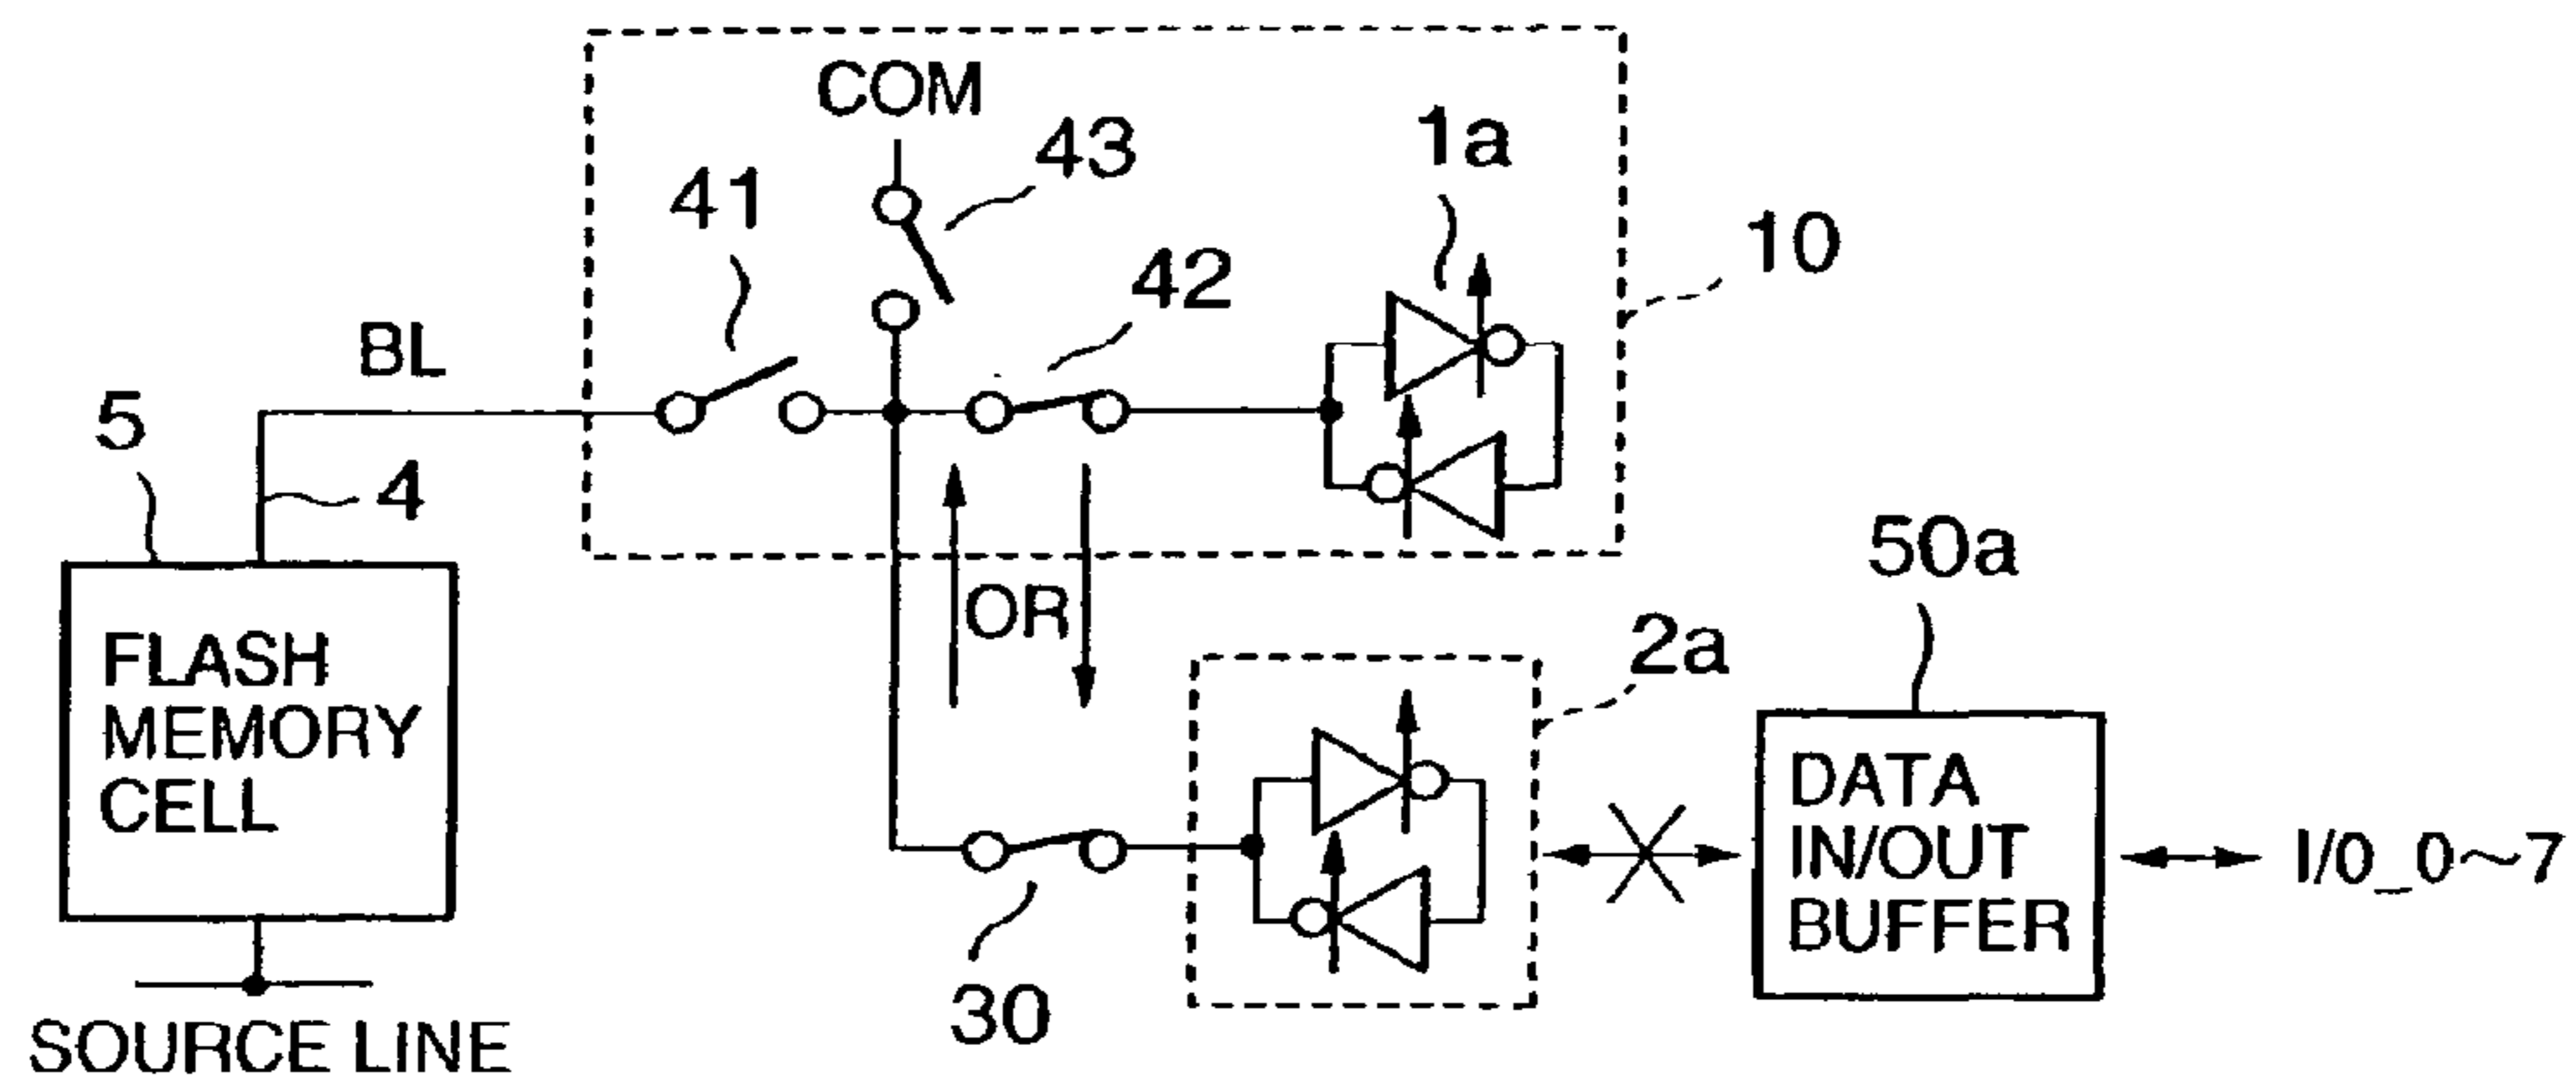 COM
43
1a
41
10
42
BL
5
4
50a
OR
2a
FLASH
MEMORY
CELL
DATA
IN/OUT
BUFFER
I/0_0~7
30
SOURCE LINE